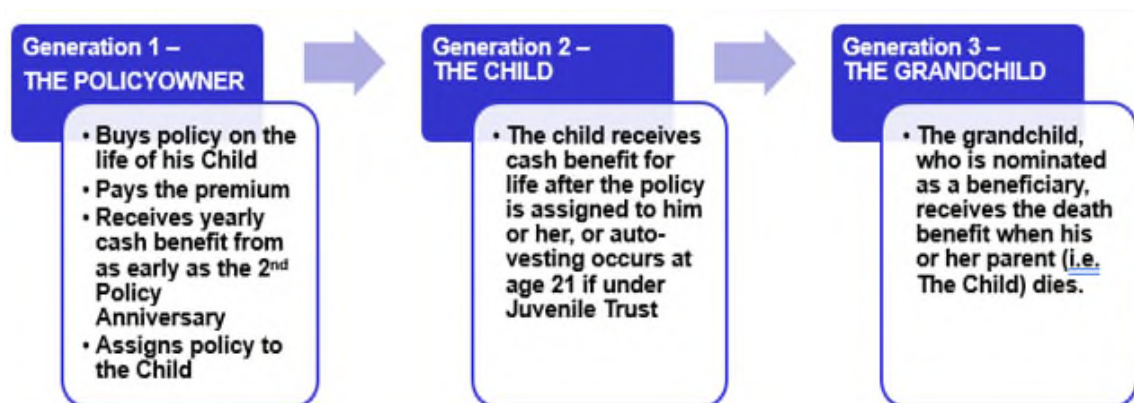 Generation 1 –
THE POLICYOWNER
• Buys policy on the
life of his Child
• Pays the premium
• Receives yearly
cash benefit from
as early as the 2nd
Policy
Anniversary
• Assigns policy to
the Child
Generation 2 –
THE CHILD
• The child receives
cash benefit for
life after the policy
is assigned to him
or her, or auto-
vesting occurs at
age 21 if under
Juvenile Trust
Generation 3 –
THE GRANDCHILD
• The grandchild,
who is nominated
as a beneficiary,
receives the death
benefit when his
or her parent (i.e.
The Child) dies.